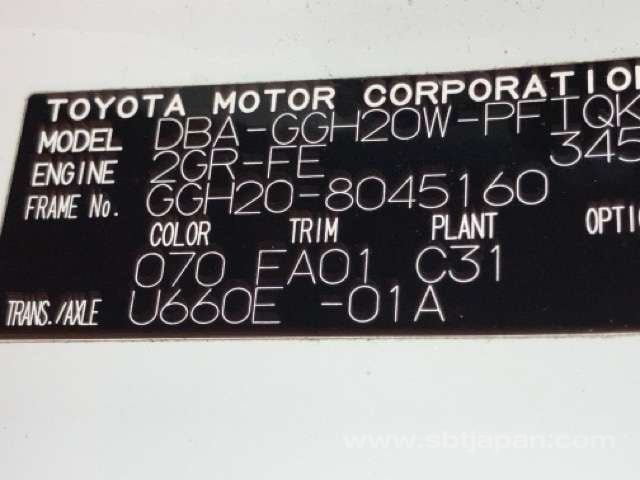 TOYOTA MOTOR CORPORATION
MODEL DBA-GGH20W-PFTQK
ENGINE 2GR-FE 345
FRAME No. GGH20-8045160
COLOR TRIM PLANT OPTI
070 FA01 C31
TRANS./AXLE U660E -01A
www.sbtjapan.com